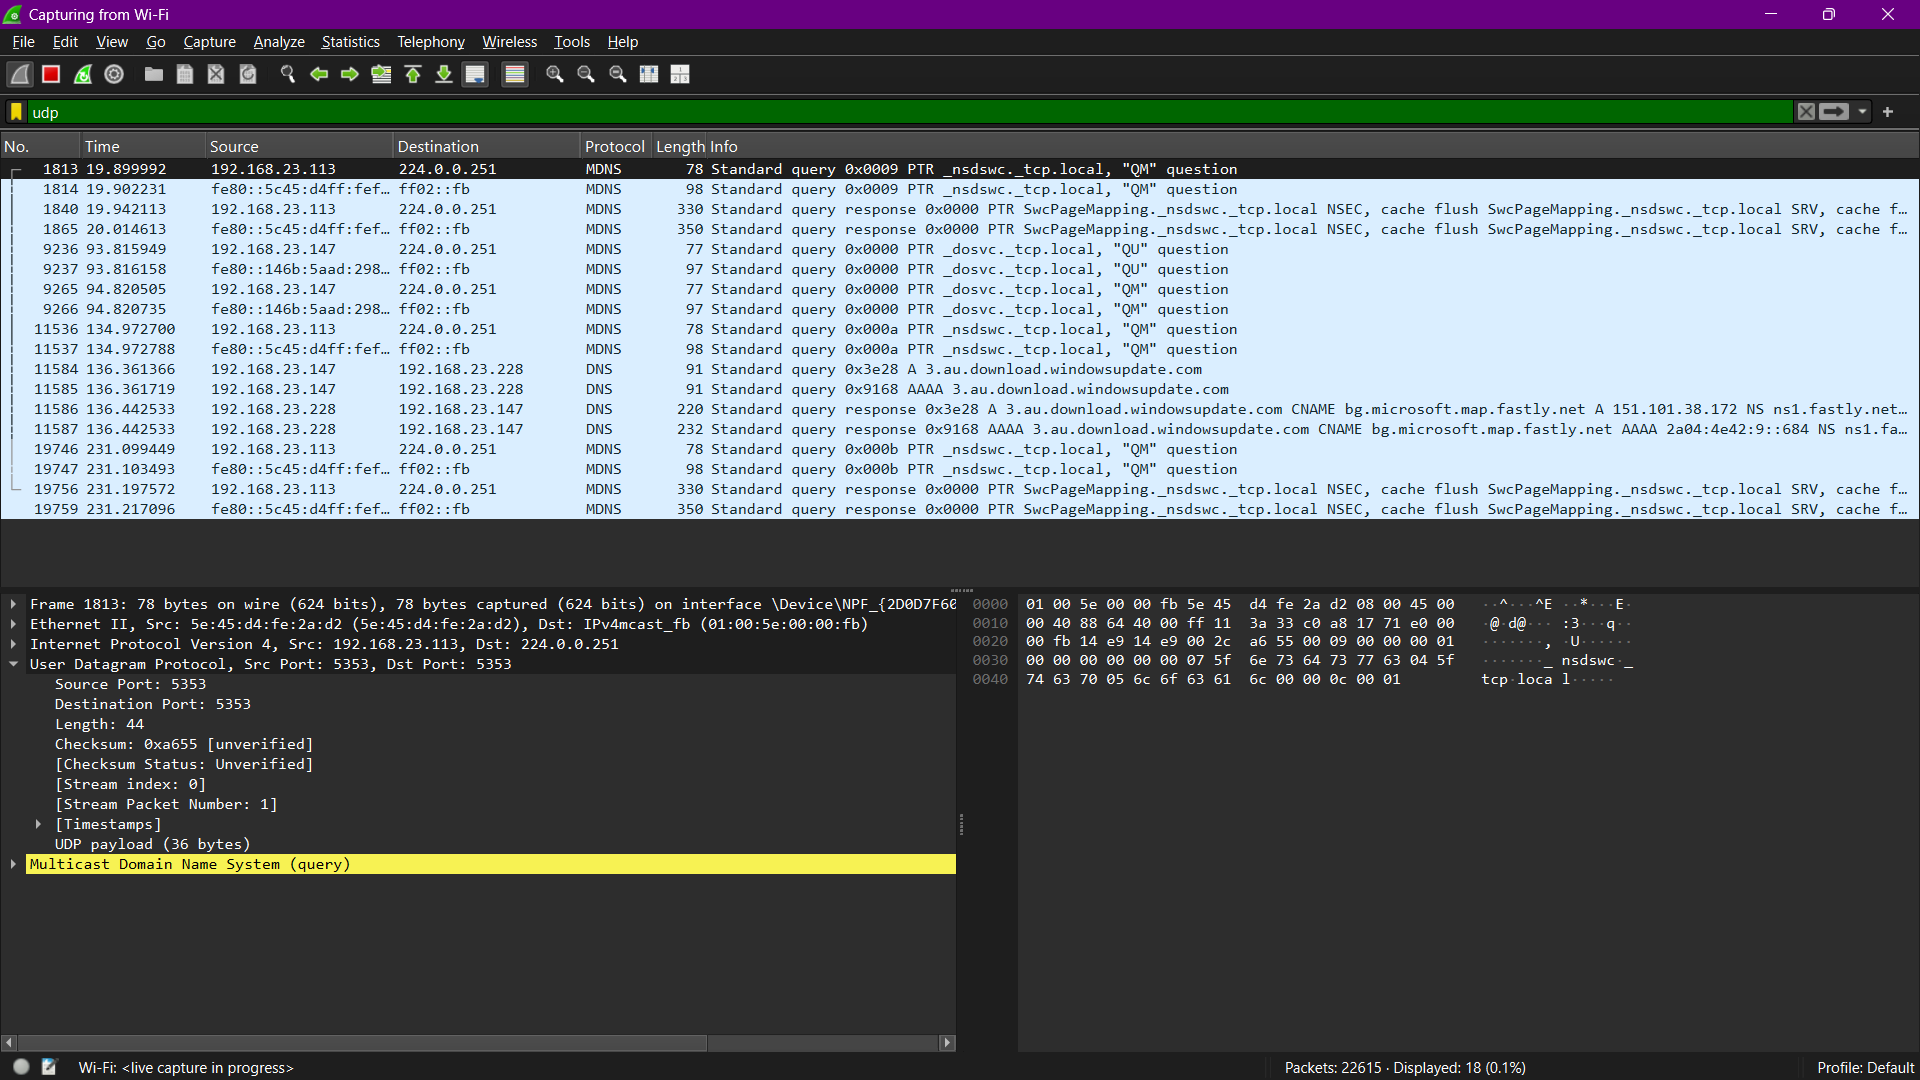 Capturing from Wi-Fi
File Edit View Go Capture Analyze Statistics Telephony Wireless Tools Help
udp
No. Time Source Destination Protocol Length Info
1813 19.899992 192.168.23.113 224.0.0.251 MDNS 78 Standard query 0x0009 PTR _nsdswc._tcp.local, "QM" question
1814 19.902231 fe80::5c45:d4ff:fef… ff02::fb MDNS 98 Standard query 0x0009 PTR _nsdswc._tcp.local, "QM" question
1840 19.942113 192.168.23.113 224.0.0.251 MDNS 330 Standard query response 0x0000 PTR SwcPageMapping._nsdswc._tcp.local NSEC, cache flush SwcPageMapping._nsdswc._tcp.local SRV, cache f…
1865 20.014613 fe80::5c45:d4ff:fef… ff02::fb MDNS 350 Standard query response 0x0000 PTR SwcPageMapping._nsdswc._tcp.local NSEC, cache flush SwcPageMapping._nsdswc._tcp.local SRV, cache f…
9236 93.815949 192.168.23.147 224.0.0.251 MDNS 77 Standard query 0x0000 PTR _dosvc._tcp.local, "QU" question
9237 93.816158 fe80::146b:5aad:298… ff02::fb MDNS 97 Standard query 0x0000 PTR _dosvc._tcp.local, "QU" question
9265 94.820505 192.168.23.147 224.0.0.251 MDNS 77 Standard query 0x0000 PTR _dosvc._tcp.local, "QM" question
9266 94.820735 fe80::146b:5aad:298… ff02::fb MDNS 97 Standard query 0x0000 PTR _dosvc._tcp.local, "QM" question
11536 134.972700 192.168.23.113 224.0.0.251 MDNS 78 Standard query 0x000a PTR _nsdswc._tcp.local, "QM" question
11537 134.972788 fe80::5c45:d4ff:fef… ff02::fb MDNS 98 Standard query 0x000a PTR _nsdswc._tcp.local, "QM" question
11584 136.361366 192.168.23.147 192.168.23.228 DNS 91 Standard query 0x3e28 A 3.au.download.windowsupdate.com
11585 136.361719 192.168.23.147 192.168.23.228 DNS 91 Standard query 0x9168 AAAA 3.au.download.windowsupdate.com
11586 136.442533 192.168.23.228 192.168.23.147 DNS 220 Standard query response 0x3e28 A 3.au.download.windowsupdate.com CNAME bg.microsoft.map.fastly.net A 151.101.38.172 NS ns1.fastly.net…
11587 136.442533 192.168.23.228 192.168.23.147 DNS 232 Standard query response 0x9168 AAAA 3.au.download.windowsupdate.com CNAME bg.microsoft.map.fastly.net AAAA 2a04:4e42:9::684 NS ns1.fa…
19746 231.099449 192.168.23.113 224.0.0.251 MDNS 78 Standard query 0x000b PTR _nsdswc._tcp.local, "QM" question
19747 231.103493 fe80::5c45:d4ff:fef… ff02::fb MDNS 98 Standard query 0x000b PTR _nsdswc._tcp.local, "QM" question
19756 231.197572 192.168.23.113 224.0.0.251 MDNS 330 Standard query response 0x0000 PTR SwcPageMapping._nsdswc._tcp.local NSEC, cache flush SwcPageMapping._nsdswc._tcp.local SRV, cache f…
19759 231.217096 fe80::5c45:d4ff:fef… ff02::fb MDNS 350 Standard query response 0x0000 PTR SwcPageMapping._nsdswc._tcp.local NSEC, cache flush SwcPageMapping._nsdswc._tcp.local SRV, cache f…
Frame 1813: 78 bytes on wire (624 bits), 78 bytes captured (624 bits) on interface \Device\NPF_{2D0D7F60
Ethernet II, Src: 5e:45:d4:fe:2a:d2 (5e:45:d4:fe:2a:d2), Dst: IPv4mcast_fb (01:00:5e:00:00:fb)
Internet Protocol Version 4, Src: 192.168.23.113, Dst: 224.0.0.251
User Datagram Protocol, Src Port: 5353, Dst Port: 5353
Source Port: 5353
Destination Port: 5353
Length: 44
Checksum: 0xa655 [unverified]
[Checksum Status: Unverified]
[Stream index: 0]
[Stream Packet Number: 1]
[Timestamps]
UDP payload (36 bytes)
Multicast Domain Name System (query)
0000 01 00 5e 00 00 fb 5e 45 d4 fe 2a d2 08 00 45 00 ··^···^E ··*···E·
0010 00 40 88 64 40 00 ff 11 3a 33 c0 a8 17 71 e0 00 ·@·d@··· :3···q··
0020 00 fb 14 e9 14 e9 00 2c a6 55 00 09 00 00 00 01 ·······, ·U······
0030 00 00 00 00 00 00 07 5f 6e 73 64 73 77 63 04 5f ·······_ nsdswc·_
0040 74 63 70 05 6c 6f 63 61 6c 00 00 0c 00 01 tcp·loca l·····
Wi-Fi: <live capture in progress>
Packets: 22615 · Displayed: 18 (0.1%)
Profile: Default